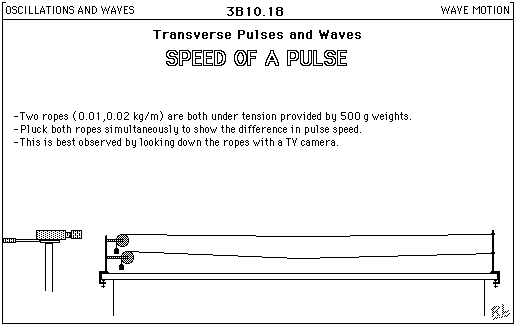 OSCILLATIONS AND WAVES 3B10.18 WAVE MOTION
Transverse Pulses and Waves
SPEED OF A PULSE
-Two ropes (0.01,0.02 kg/m) are both under tension provided by 500 g weights.
-Pluck both ropes simultaneously to show the difference in pulse speed.
-This is best observed by looking down the ropes with a TV camera.